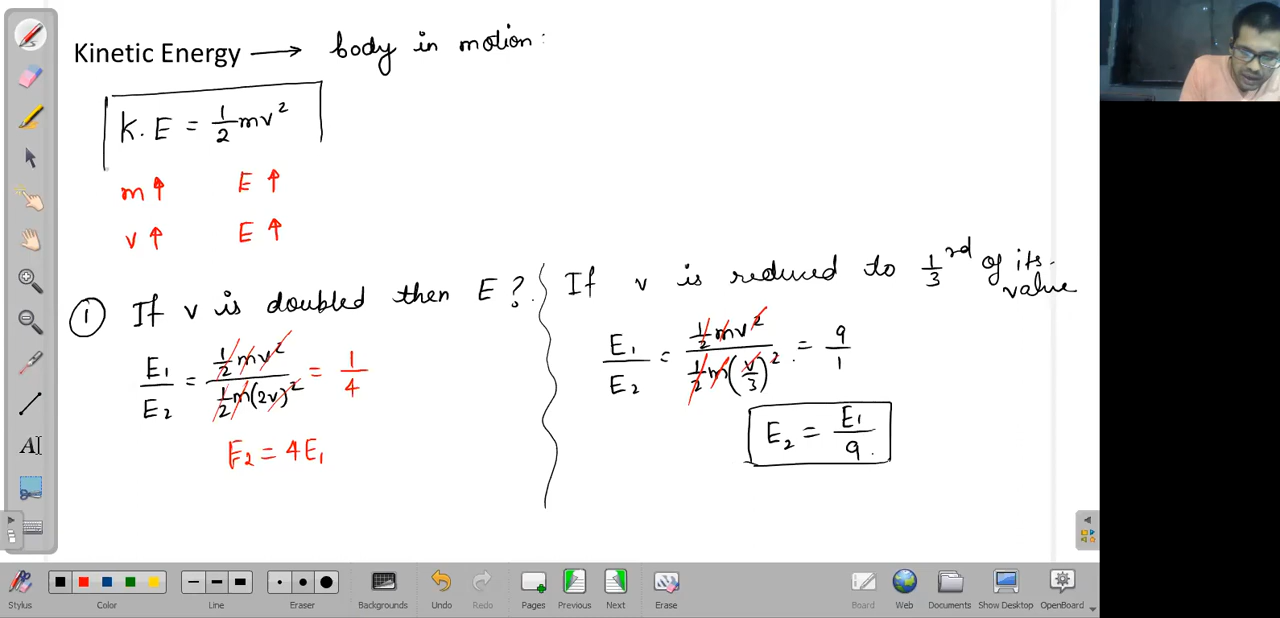 Kinetic Energy → body in motion :
K. E = 1/2 mv²
m ↑ E ↑
v ↑ E ↑
① If v is doubled then E ? .
E₁/E₂ = (1/2 mv²)/(1/2 m(2v)²) = 1/4
E₂ = 4E₁
If v is reduced to 1/3 rd of its
value
E₁/E₂ = (1/2 mv²)/(1/2 m(v/3)²) = 9/1
E₂ = E₁/9
A
Stylus
Color
Line
Eraser
Backgrounds
Undo
Redo
Pages
Previous
Next
Erase
Board
Web
Documents
Show Desktop
OpenBoard